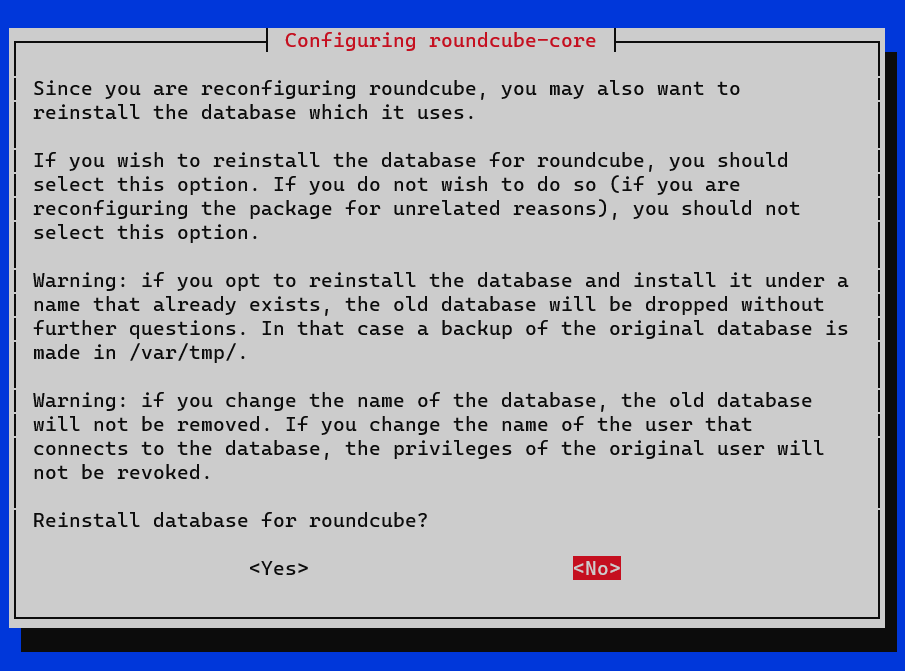 Configuring roundcube-core
Since you are reconfiguring roundcube, you may also want to
reinstall the database which it uses.
If you wish to reinstall the database for roundcube, you should
select this option. If you do not wish to do so (if you are
reconfiguring the package for unrelated reasons), you should not
select this option.
Warning: if you opt to reinstall the database and install it under a
name that already exists, the old database will be dropped without
further questions. In that case a backup of the original database is
made in /var/tmp/.
Warning: if you change the name of the database, the old database
will not be removed. If you change the name of the user that
connects to the database, the privileges of the original user will
not be revoked.
Reinstall database for roundcube?
<Yes> <No>